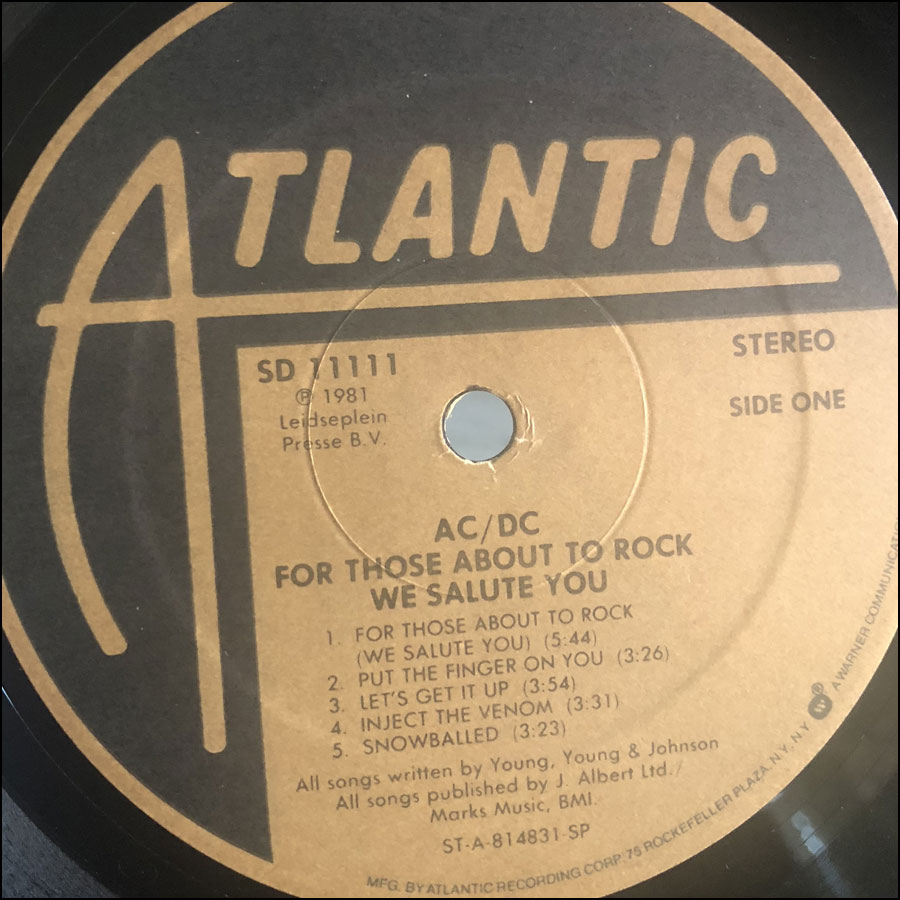 ATLANTIC
SD 11111
STEREO
℗ 1981
Leidseplein
Presse B.V.
SIDE ONE
AC/DC
FOR THOSE ABOUT TO ROCK
WE SALUTE YOU
1. FOR THOSE ABOUT TO ROCK
(WE SALUTE YOU) (5:44)
2. PUT THE FINGER ON YOU (3:26)
3. LET'S GET IT UP (3:54)
4. INJECT THE VENOM (3:31)
5. SNOWBALLED (3:23)
All songs written by Young, Young & Johnson
All songs published by J. Albert Ltd./
Marks Music, BMI.
ST-A-814831-SP
MFG. BY ATLANTIC RECORDING CORP. 75 ROCKEFELLER PLAZA, N.Y., N.Y. ® A WARNER